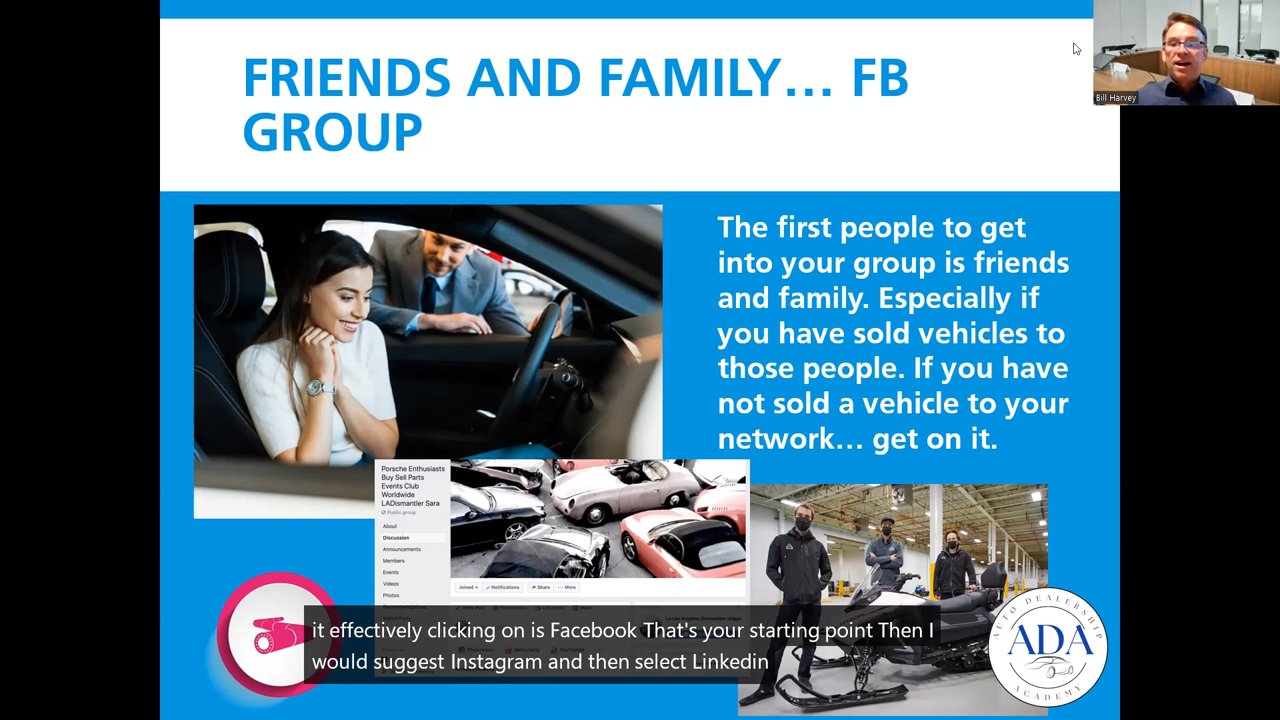 FRIENDS AND FAMILY… FB
GROUP
Bill Harvey
The first people to get
into your group is friends
and family. Especially if
you have sold vehicles to
those people. If you have
not sold a vehicle to your
network… get on it.
Porsche Enthusiasts
Buy Sell Parts
Events Club
Worldwide
LADismantler Sara
Public group
About
Discussion
Announcements
Members
Events
Videos
Photos
Joined
Notifications
Share
More
it effectively clicking on is Facebook That's your starting point Then I
would suggest Instagram and then select Linkedin
AUTO DEALERSHIP
ADA
ACADEMY